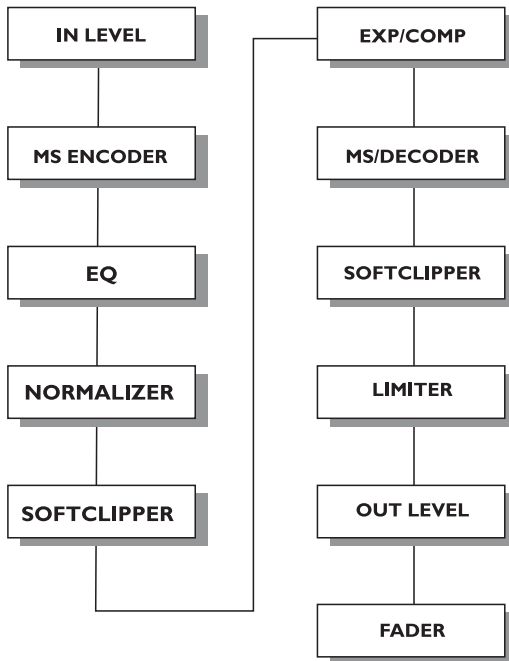 IN LEVEL
MS ENCODER
EQ
NORMALIZER
SOFTCLIPPER
EXP/COMP
MS/DECODER
SOFTCLIPPER
LIMITER
OUT LEVEL
FADER